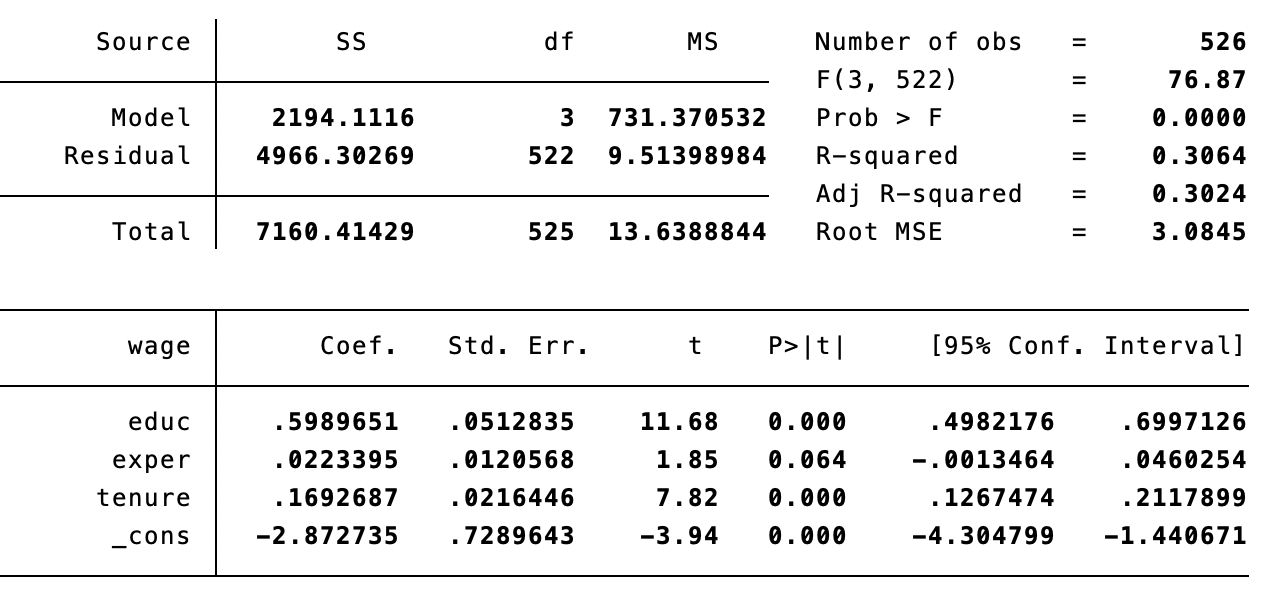 Source SS df MS Number of obs = 526
F(3, 522) = 76.87
Model 2194.1116 3 731.370532 Prob > F = 0.0000
Residual 4966.30269 522 9.51398984 R-squared = 0.3064
Adj R-squared = 0.3024
Total 7160.41429 525 13.6388844 Root MSE = 3.0845
wage Coef. Std. Err. t P>|t| [95% Conf. Interval]
educ .5989651 .0512835 11.68 0.000 .4982176 .6997126
exper .0223395 .0120568 1.85 0.064 -.0013464 .0460254
tenure .1692687 .0216446 7.82 0.000 .1267474 .2117899
_cons -2.872735 .7289643 -3.94 0.000 -4.304799 -1.440671